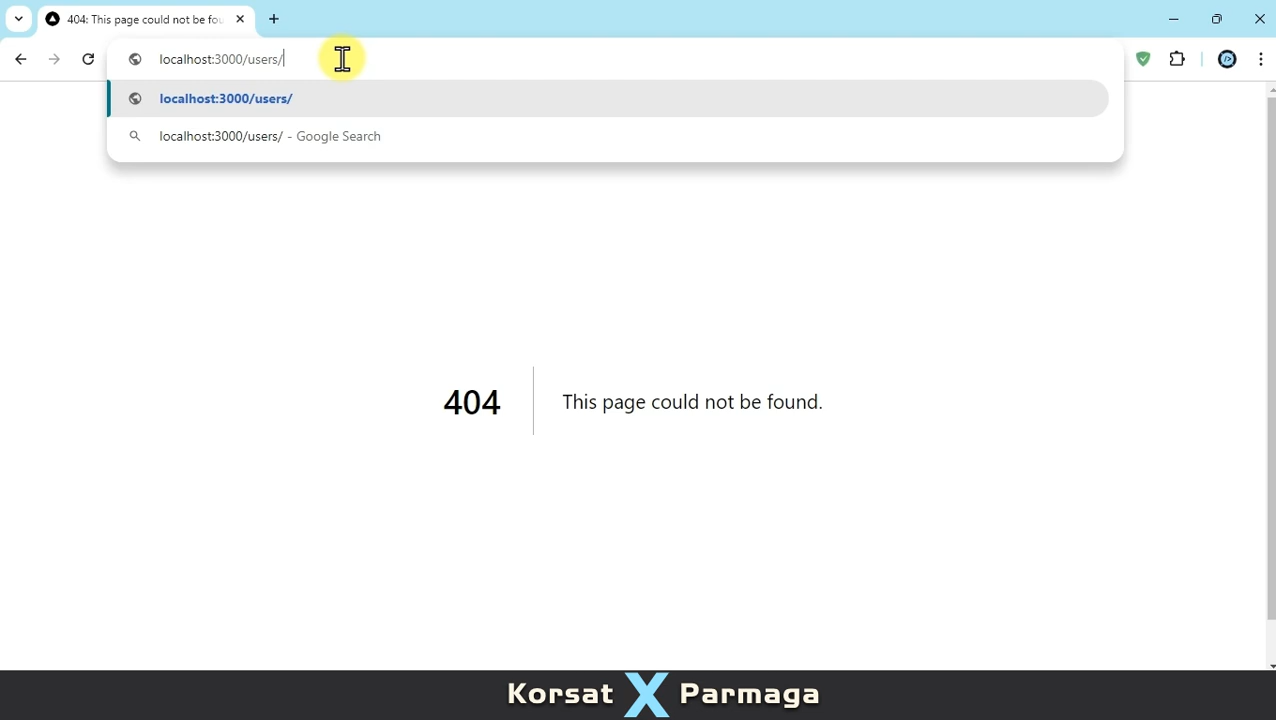 404: This page could not be fou
localhost:3000/users/
localhost:3000/users/
localhost:3000/users/ - Google Search
404
This page could not be found.
Korsat X Parmaga